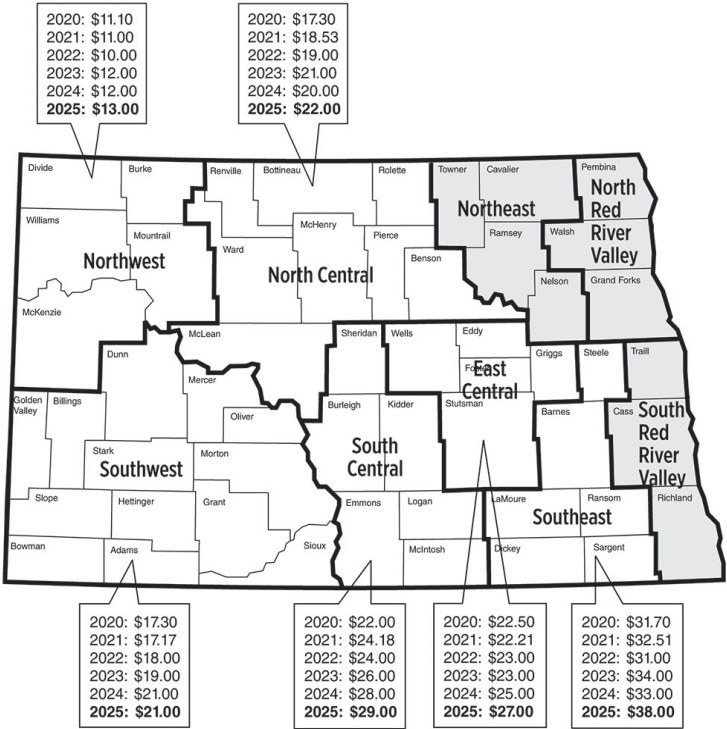 2020: $11.10
2021: $11.00
2022: $10.00
2023: $12.00
2024: $12.00
2025: $13.00
2020: $17.30
2021: $18.53
2022: $19.00
2023: $21.00
2024: $20.00
2025: $22.00
Divide
Burke
Renville
Bottineau
Rolette
Towner
Cavalier
Pembina
North
Red
River
Valley
Northeast
Williams
Mountrail
Northwest
McHenry
Pierce
Ward
North Central
Benson
Ramsey
Walsh
Nelson
Grand Forks
McKenzie
McLean
Sheridan
Wells
Eddy
Foster
East
Central
Griggs
Steele
Traill
Dunn
Mercer
Oliver
Golden
Valley
Billings
Burleigh
Kidder
Stutsman
Barnes
Cass
South
Red
River
Valley
Stark
Southwest
Morton
South
Central
Slope
Hettinger
Grant
Emmons
Logan
LaMoure
Ransom
Richland
Southeast
Bowman
Adams
Sioux
McIntosh
Dickey
Sargent
2020: $17.30
2021: $17.17
2022: $18.00
2023: $19.00
2024: $21.00
2025: $21.00
2020: $22.00
2021: $24.18
2022: $24.00
2023: $26.00
2024: $28.00
2025: $29.00
2020: $22.50
2021: $22.21
2022: $23.00
2023: $23.00
2024: $25.00
2025: $27.00
2020: $31.70
2021: $32.51
2022: $31.00
2023: $34.00
2024: $33.00
2025: $38.00